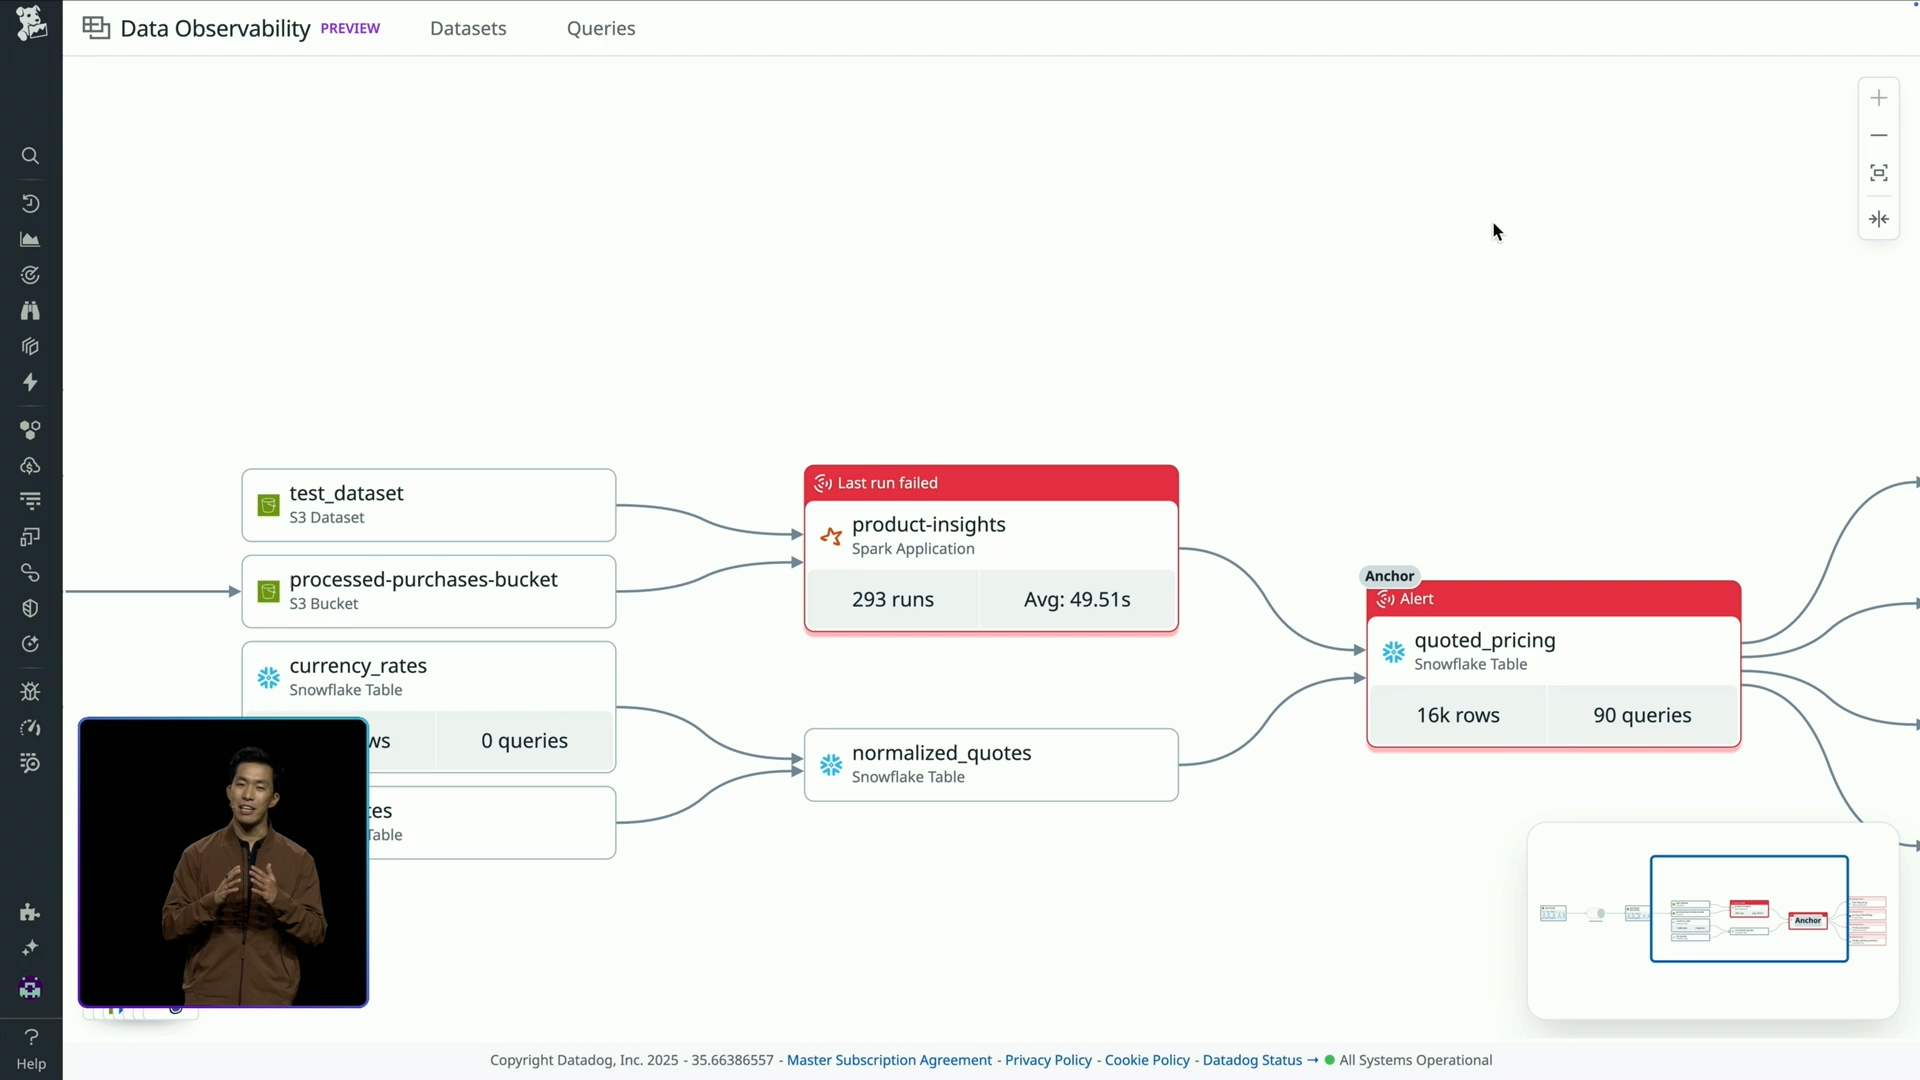 Data Observability PREVIEW Datasets Queries
test_dataset
S3 Dataset
processed-purchases-bucket
S3 Bucket
currency_rates
Snowflake Table
0 queries
Table
Last run failed
product-insights
Spark Application
293 runs Avg: 49.51s
normalized_quotes
Snowflake Table
Anchor
Alert
quoted_pricing
Snowflake Table
16k rows 90 queries
Anchor
Help
Copyright Datadog, Inc. 2025 - 35.66386557 - Master Subscription Agreement - Privacy Policy - Cookie Policy - Datadog Status → All Systems Operational